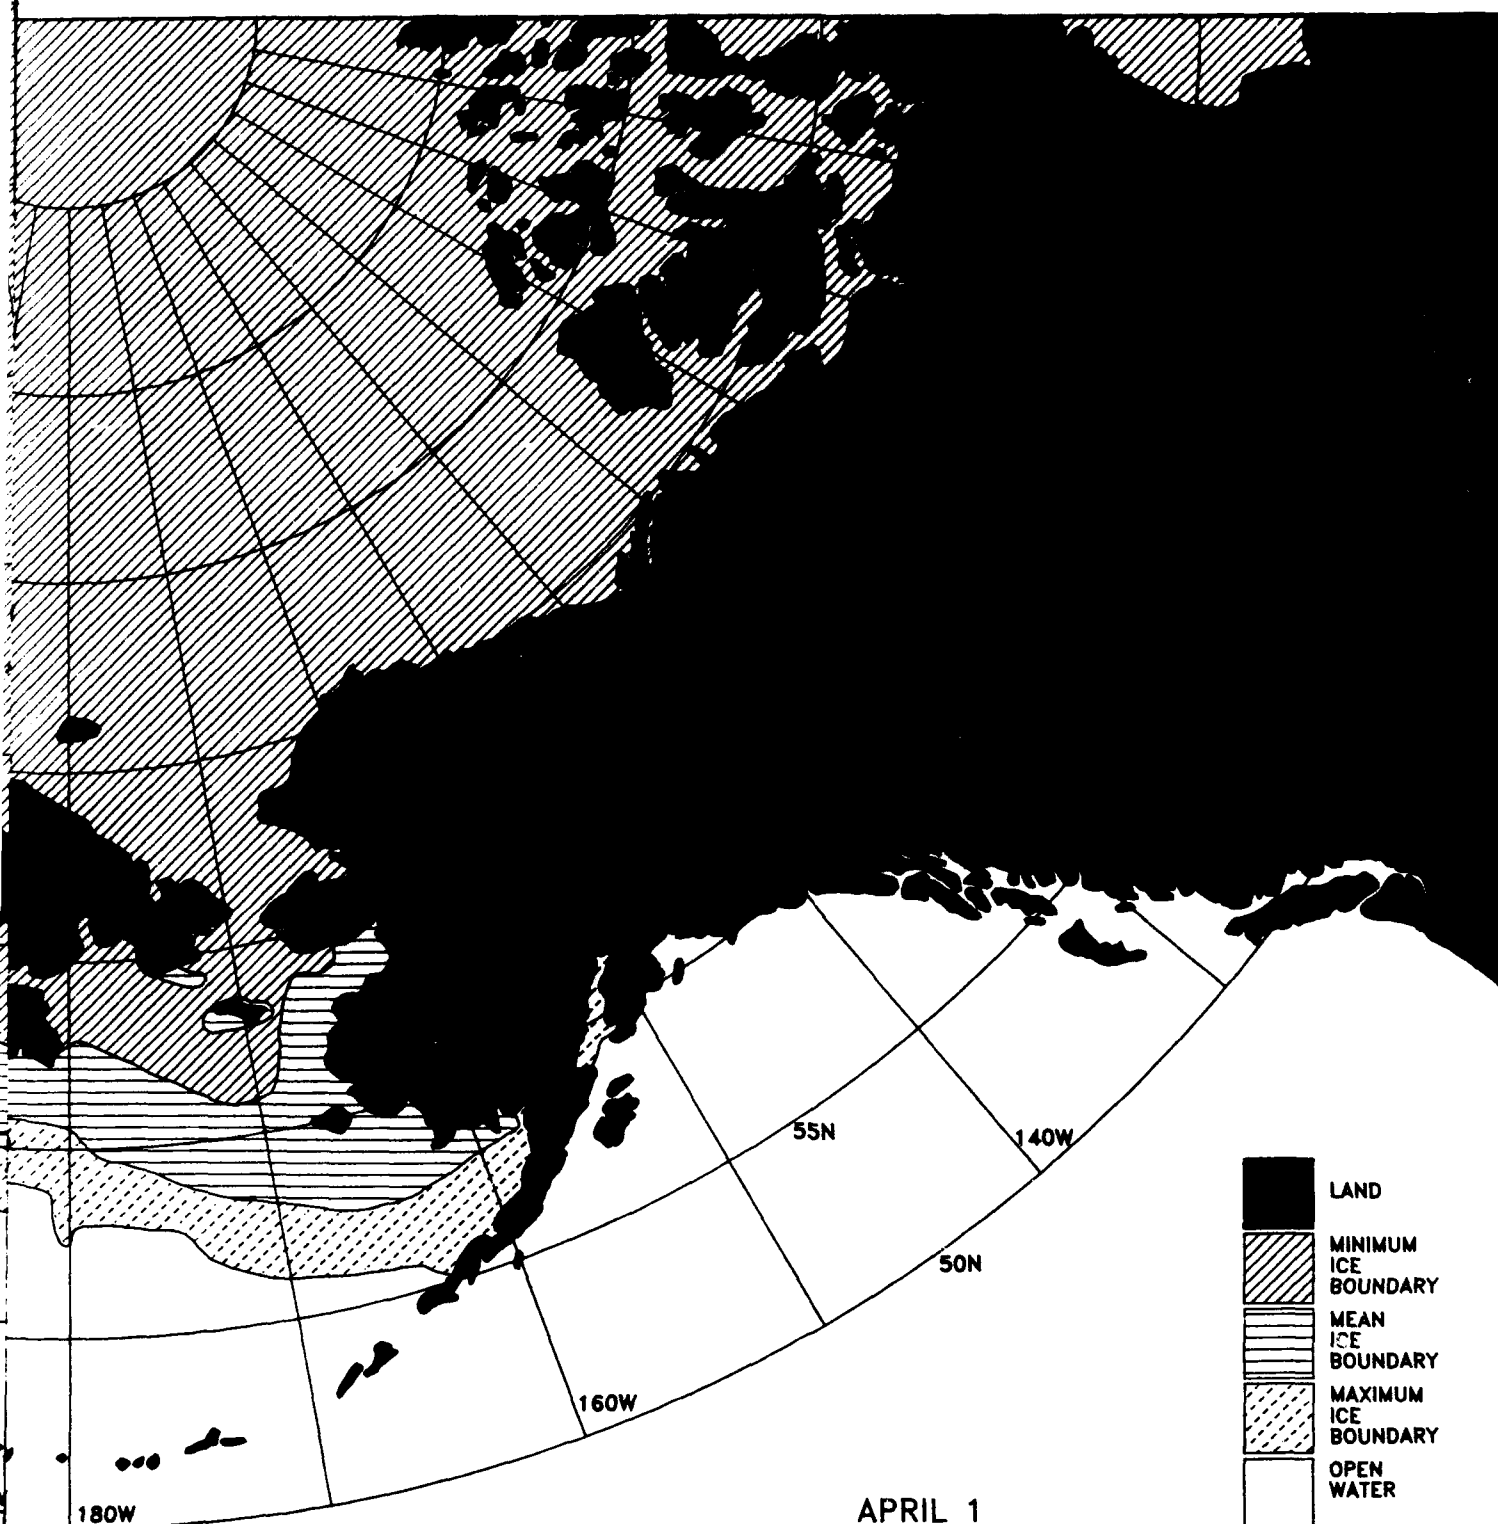 55N
140W
50N
160W
180W
APRIL 1
LAND
MINIMUM
ICE
BOUNDARY
MEAN
ICE
BOUNDARY
MAXIMUM
ICE
BOUNDARY
OPEN
WATER